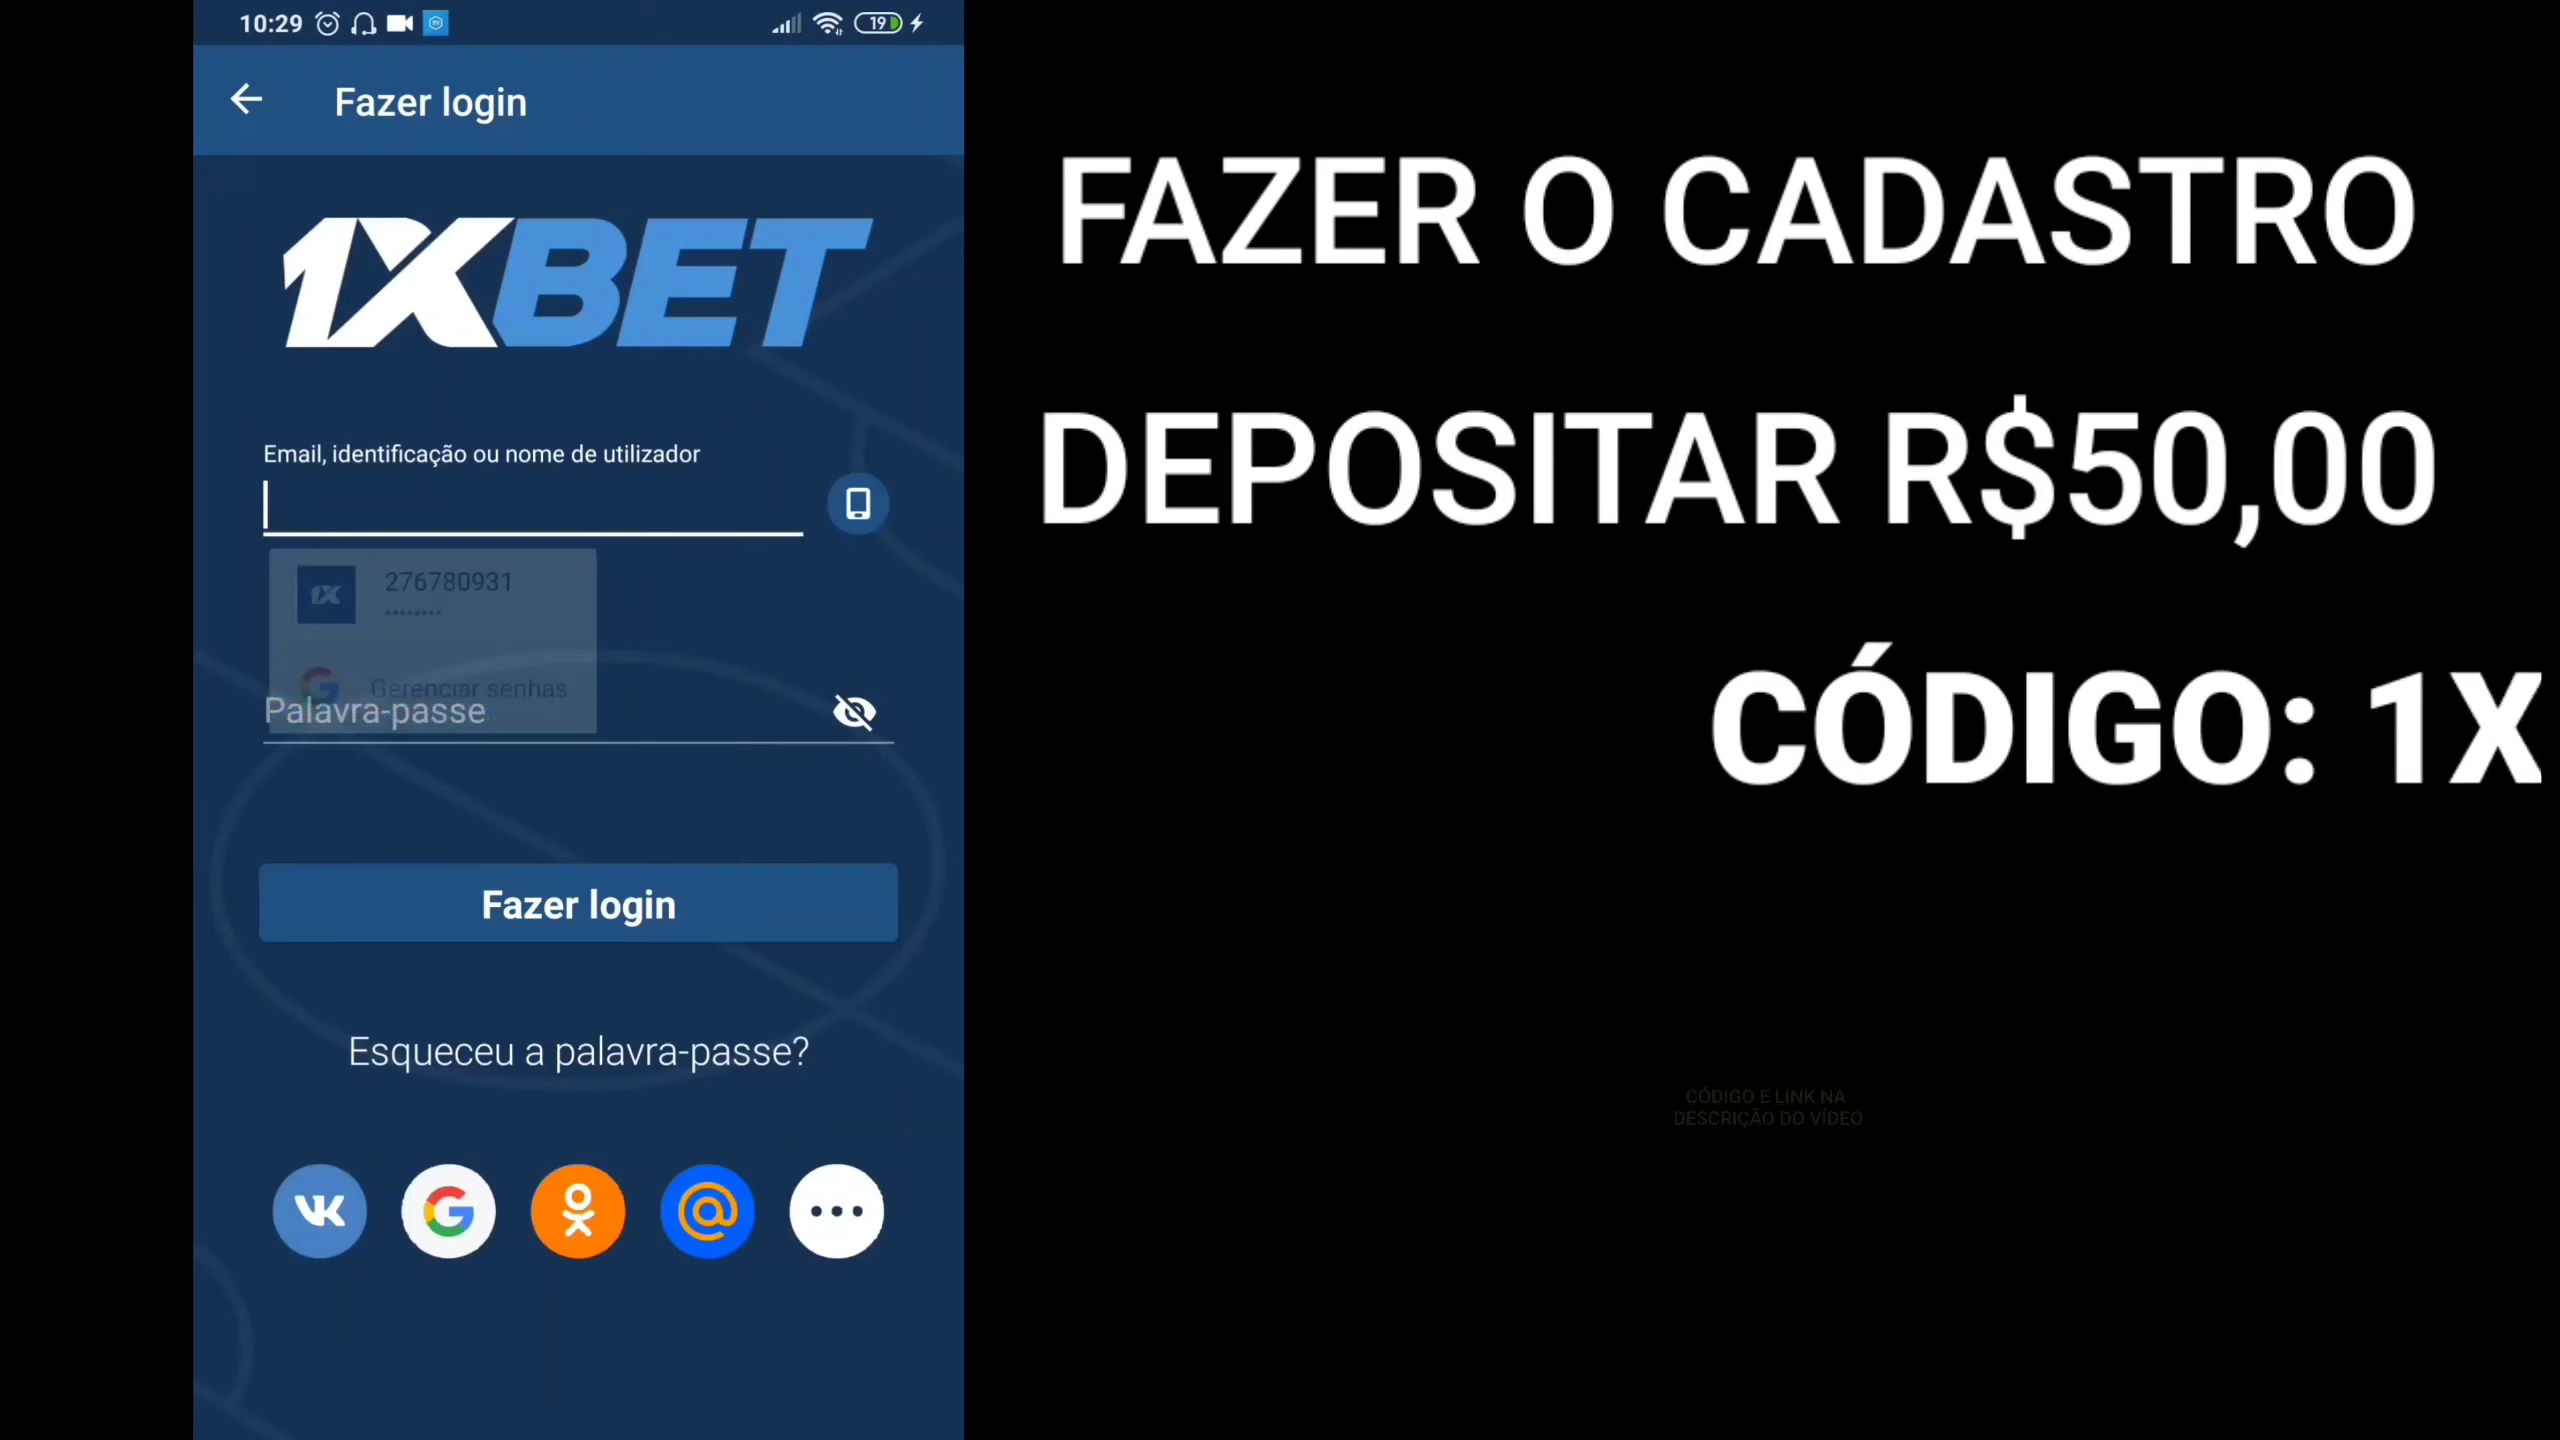 10:29
19
Fazer login
1XBET
Email, identificação ou nome de utilizador
1X
276780931
••••••••
Gerenciar senhas
Palavra-passe
Fazer login
Esqueceu a palavra-passe?
FAZER O CADASTRO
DEPOSITAR R$50,00
CÓDIGO: 1X
CÓDIGO E LINK NA
DESCRIÇÃO DO VÍDEO